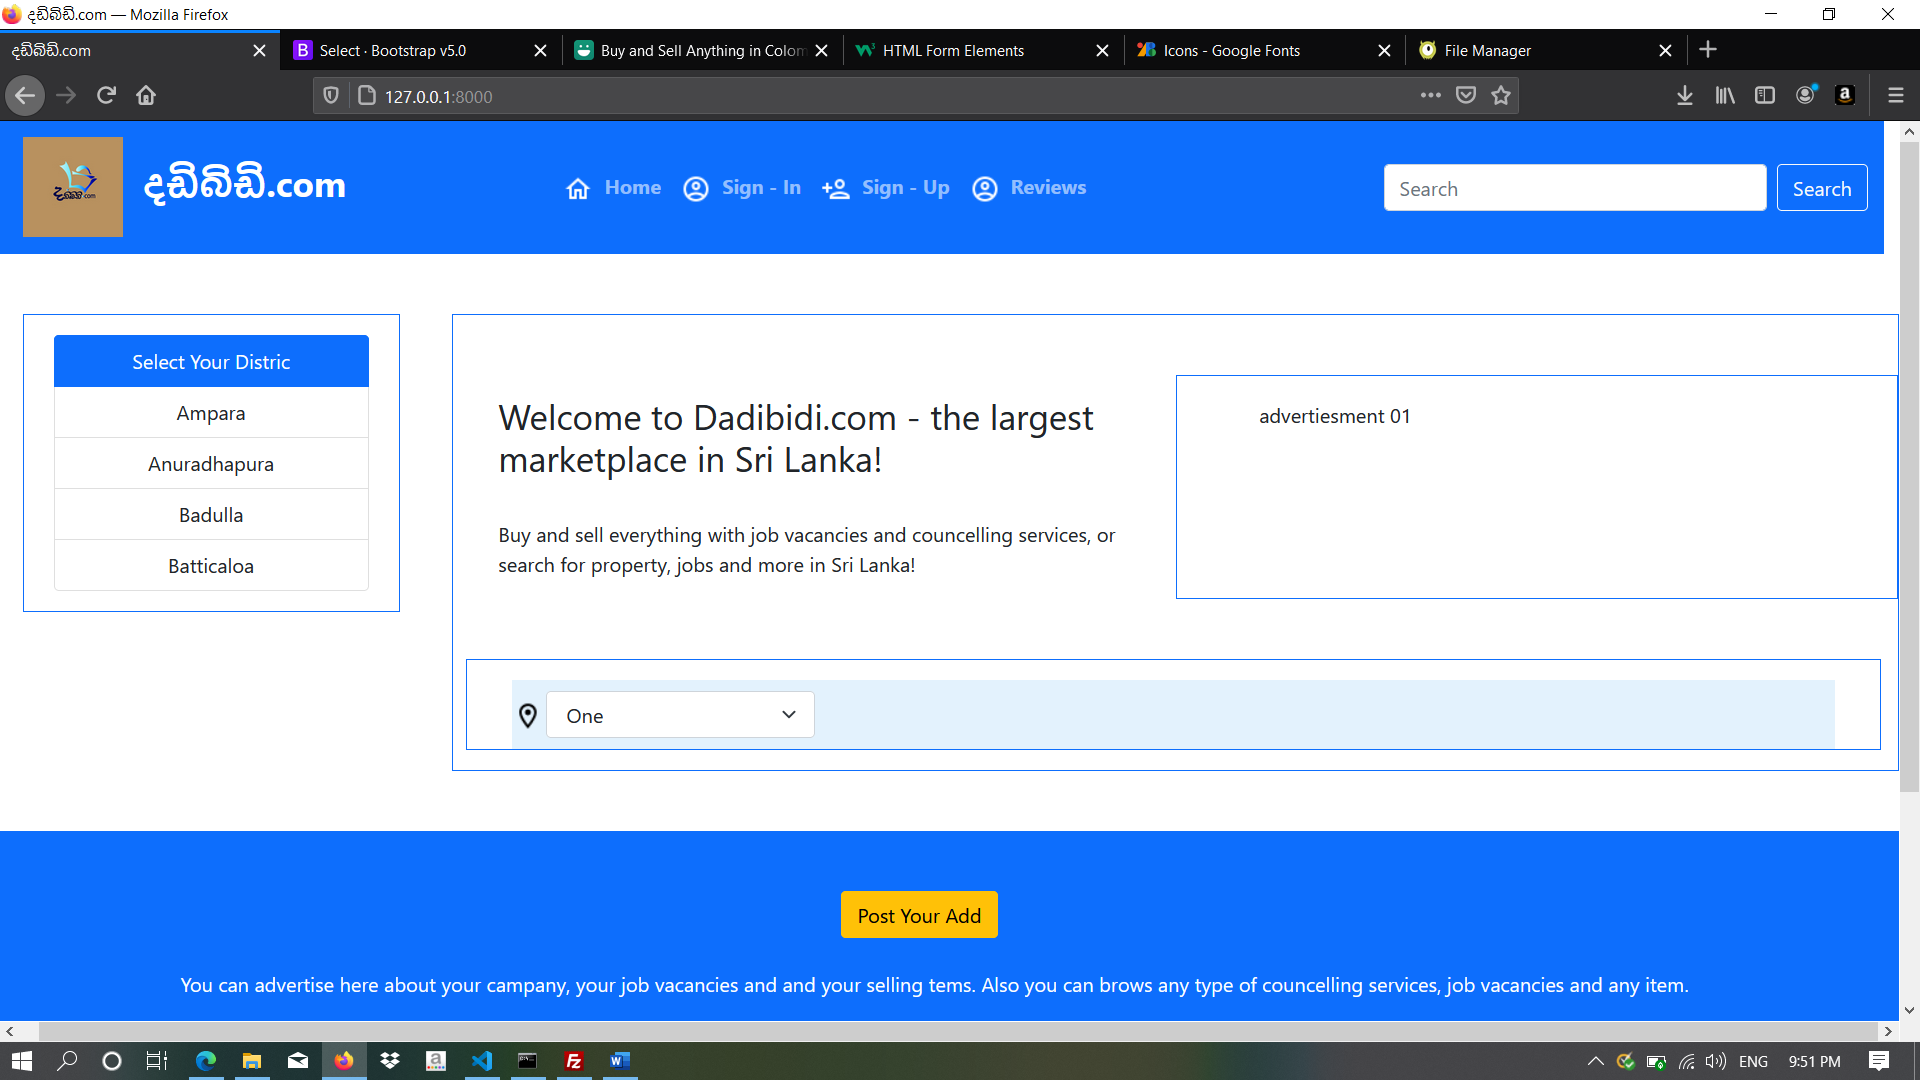 දඩිබිඩි.com — Mozilla Firefox
දඩිබිඩි.com
Select · Bootstrap v5.0
Buy and Sell Anything in Colom
HTML Form Elements
Icons - Google Fonts
File Manager
127.0.0.1:8000
දඩිබිඩි.com
Home
Sign - In
Sign - Up
Reviews
Search
Search
Select Your Distric
Ampara
Anuradhapura
Badulla
Batticaloa
Welcome to Dadibidi.com - the largest
marketplace in Sri Lanka!
Buy and sell everything with job vacancies and councelling services, or
search for property, jobs and more in Sri Lanka!
advertiesment 01
One
Post Your Add
You can advertise here about your campany, your job vacancies and and your selling tems. Also you can brows any type of councelling services, job vacancies and any item.
ENG
9:51 PM